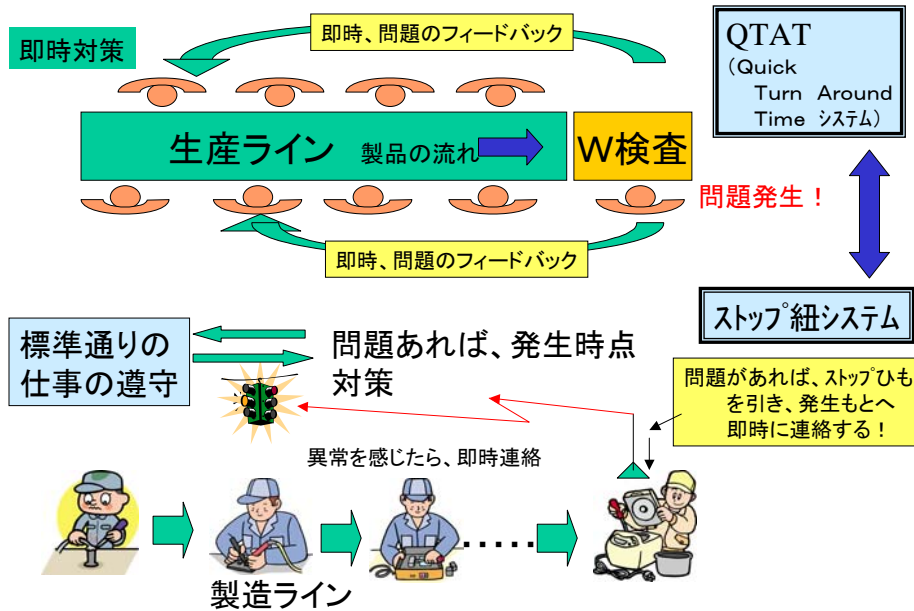 即時、問題のフィードバック
即時対策
QTAT
(Quick
Turn Around
Time ｼｽﾃﾑ)
生産ライン 製品の流れ
W検査
問題発生！
即時、問題のフィードバック
ｽﾄｯﾌﾟ紐ｼｽﾃﾑ
標準通りの
仕事の遵守
問題あれば、発生時点
対策
問題があれば、ｽﾄｯﾌﾟひも
を引き、発生もとへ
即時に連絡する！
異常を感じたら、即時連絡
・・・・・
製造ライン